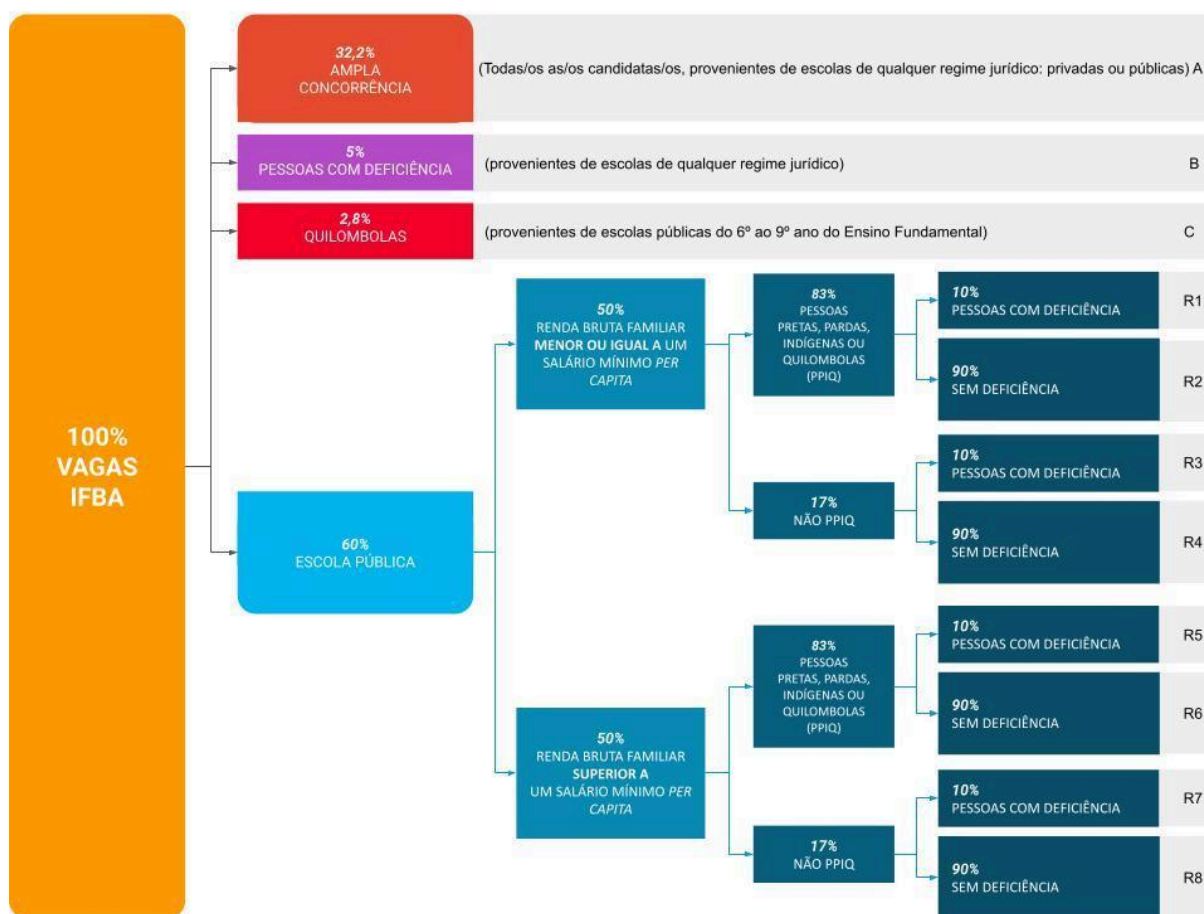 100%
VAGAS
IFBA
32,2%
AMPLA
CONCORRÊNCIA
(Todas/os as/os candidatas/os, provenientes de escolas de qualquer regime jurídico: privadas ou públicas) A
5%
PESSOAS COM DEFICIÊNCIA
(provenientes de escolas de qualquer regime jurídico)
B
2,8%
QUILOMBOLAS
(provenientes de escolas públicas do 6º ao 9º ano do Ensino Fundamental)
C
60%
ESCOLA PÚBLICA
50%
RENDA BRUTA FAMILIAR
MENOR OU IGUAL A UM
SALÁRIO MÍNIMO PER
CAPITA
83%
PESSOAS
PRETAS, PARDAS,
INDÍGENAS OU
QUILOMBOLAS
(PPIQ)
10%
PESSOAS COM DEFICIÊNCIA
R1
90%
SEM DEFICIÊNCIA
R2
17%
NÃO PPIQ
10%
PESSOAS COM DEFICIÊNCIA
R3
90%
SEM DEFICIÊNCIA
R4
50%
RENDA BRUTA FAMILIAR
SUPERIOR A
UM SALÁRIO MÍNIMO PER
CAPITA
83%
PESSOAS
PRETAS, PARDAS,
INDÍGENAS OU
QUILOMBOLAS
(PPIQ)
10%
PESSOAS COM DEFICIÊNCIA
R5
90%
SEM DEFICIÊNCIA
R6
17%
NÃO PPIQ
10%
PESSOAS COM DEFICIÊNCIA
R7
90%
SEM DEFICIÊNCIA
R8